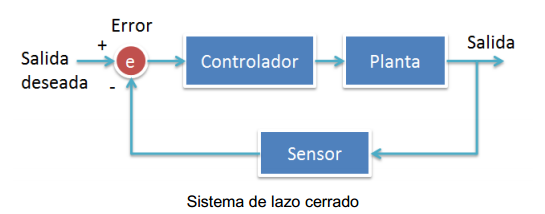 Error
Salida
+
Salida
deseada
e
Controlador
Planta
-
Sensor
Sistema de lazo cerrado